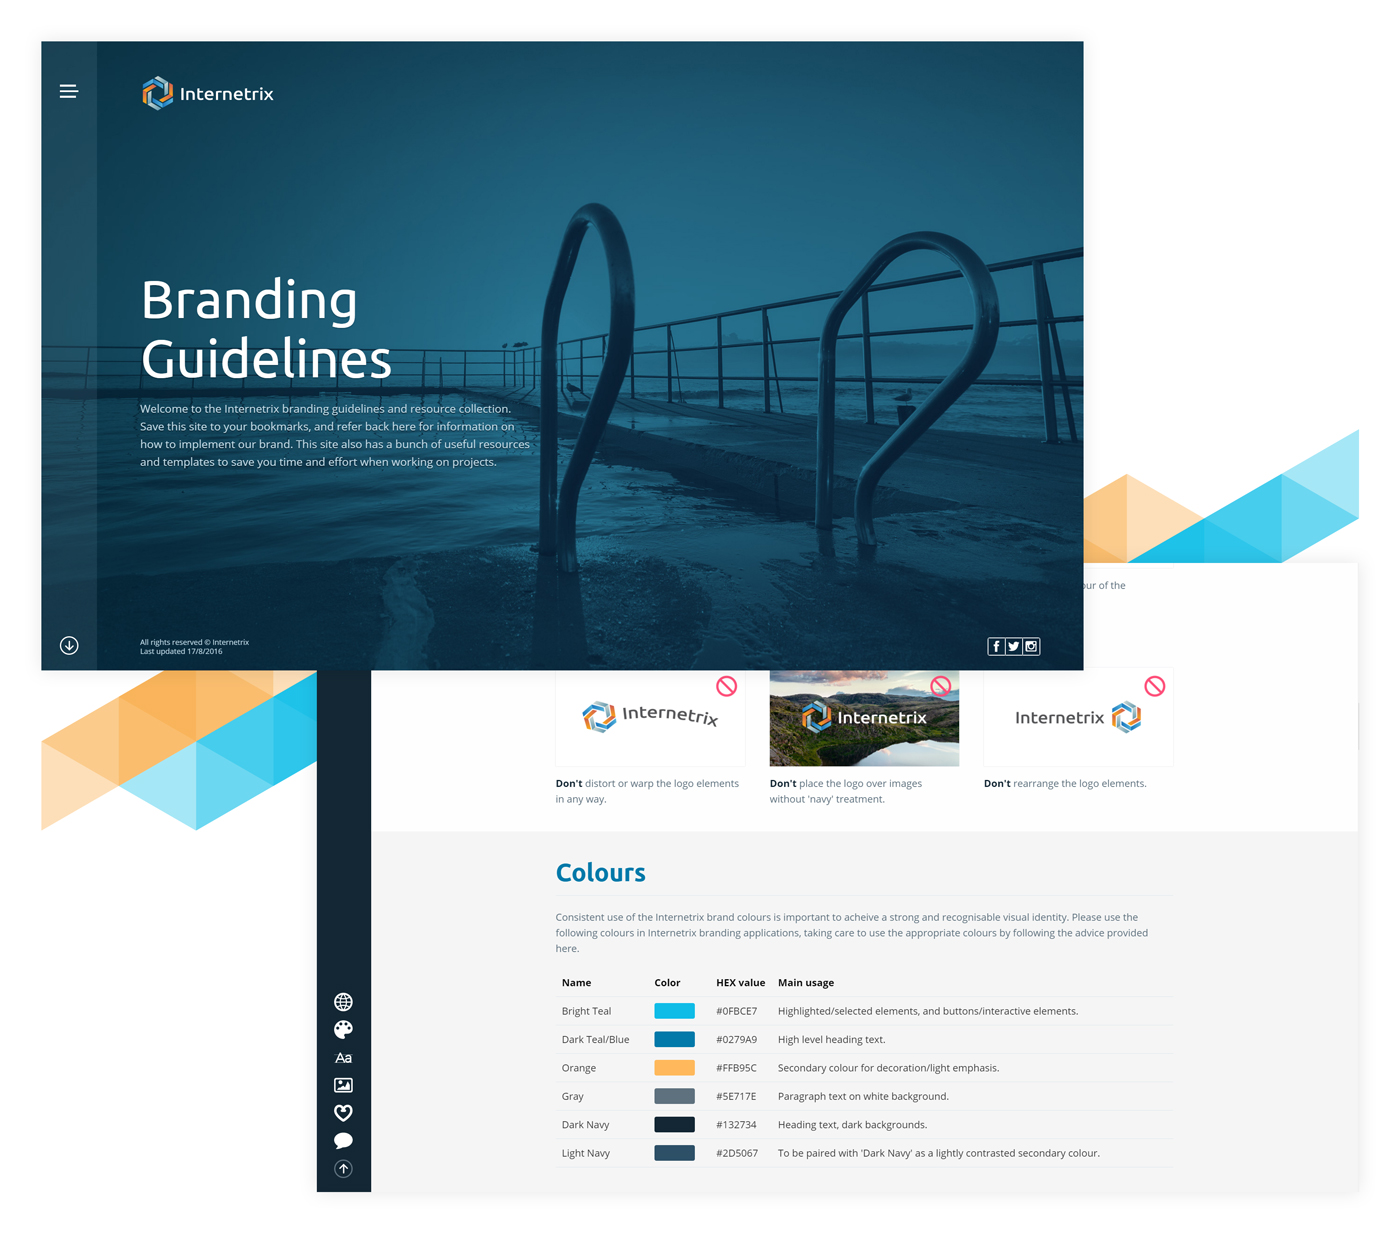 Internetrix
Branding
Guidelines
Welcome to the Internetrix branding guidelines and resource collection.
Save this site to your bookmarks, and refer back here for information on
how to implement our brand. This site also has a bunch of useful resources
and templates to save you time and effort when working on projects.
All rights reserved © Internetrix
Last updated 17/8/2016
our of the
Internetrix
Internetrix
Internetrix
Don't distort or warp the logo elements
in any way.
Don't place the logo over images
without 'navy' treatment.
Don't rearrange the logo elements.
Colours
Consistent use of the Internetrix brand colours is important to acheive a strong and recognisable visual identity. Please use the
following colours in Internetrix branding applications, taking care to use the appropriate colours by following the advice provided
here.
Name Color HEX value Main usage
Bright Teal #0FBCE7 Highlighted/selected elements, and buttons/interactive elements.
Dark Teal/Blue #0279A9 High level heading text.
Orange #FFB95C Secondary colour for decoration/light emphasis.
Gray #5E717E Paragraph text on white background.
Dark Navy #132734 Heading text, dark backgrounds.
Light Navy #2D5067 To be paired with 'Dark Navy' as a lightly contrasted secondary colour.
Aa